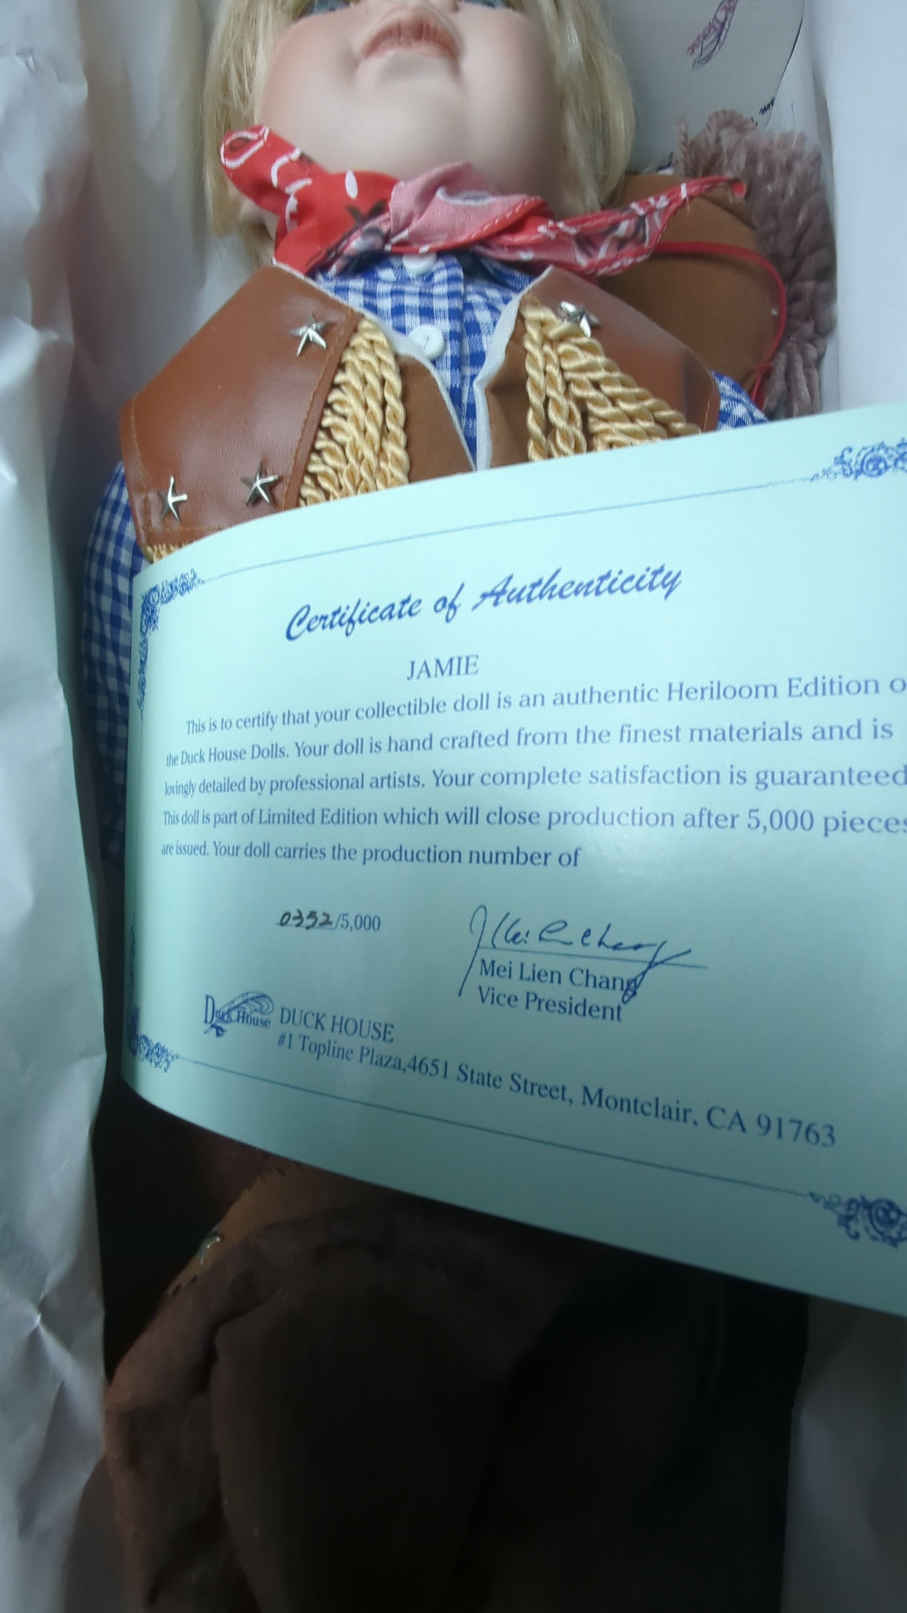 Certificate of Authenticity
JAMIE
This is to certify that your collectible doll is an authentic Heriloom Edition o
the Duck House Dolls. Your doll is hand crafted from the finest materials and is
lovingly detailed by professional artists. Your complete satisfaction is guaranteed
This doll is part of Limited Edition which will close production after 5,000 pieces
are issued. Your doll carries the production number of
0352/5,000
Mei Lien Chang
Vice President
Duck House DUCK HOUSE
#1 Topline Plaza,4651 State Street, Montclair, CA 91763